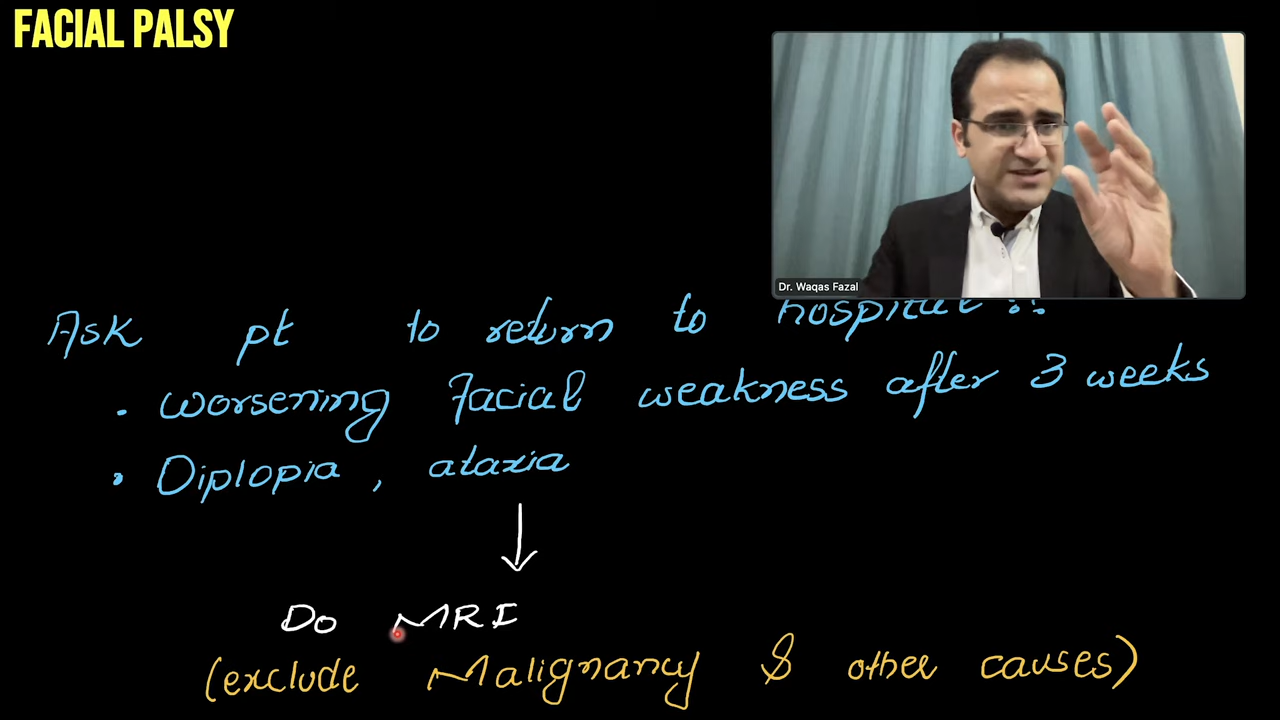 FACIAL PALSY
Dr. Waqas Fazal
Ask pt to return to hospital !!
• worsening facial weakness after 3 weeks
• Diplopia, ataxia
↓
Do MRI
(exclude Malignancy & other causes)